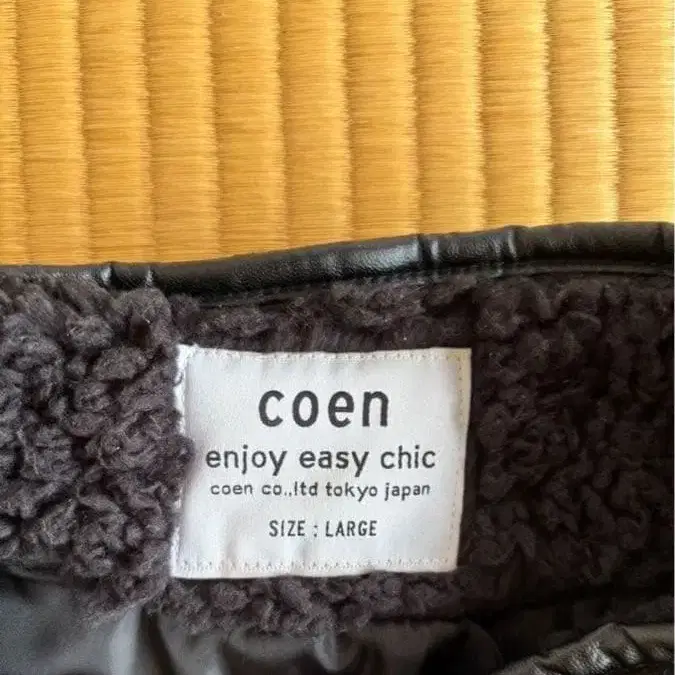 coen
enjoy easy chic
coen co.,ltd tokyo japan
SIZE : LARGE